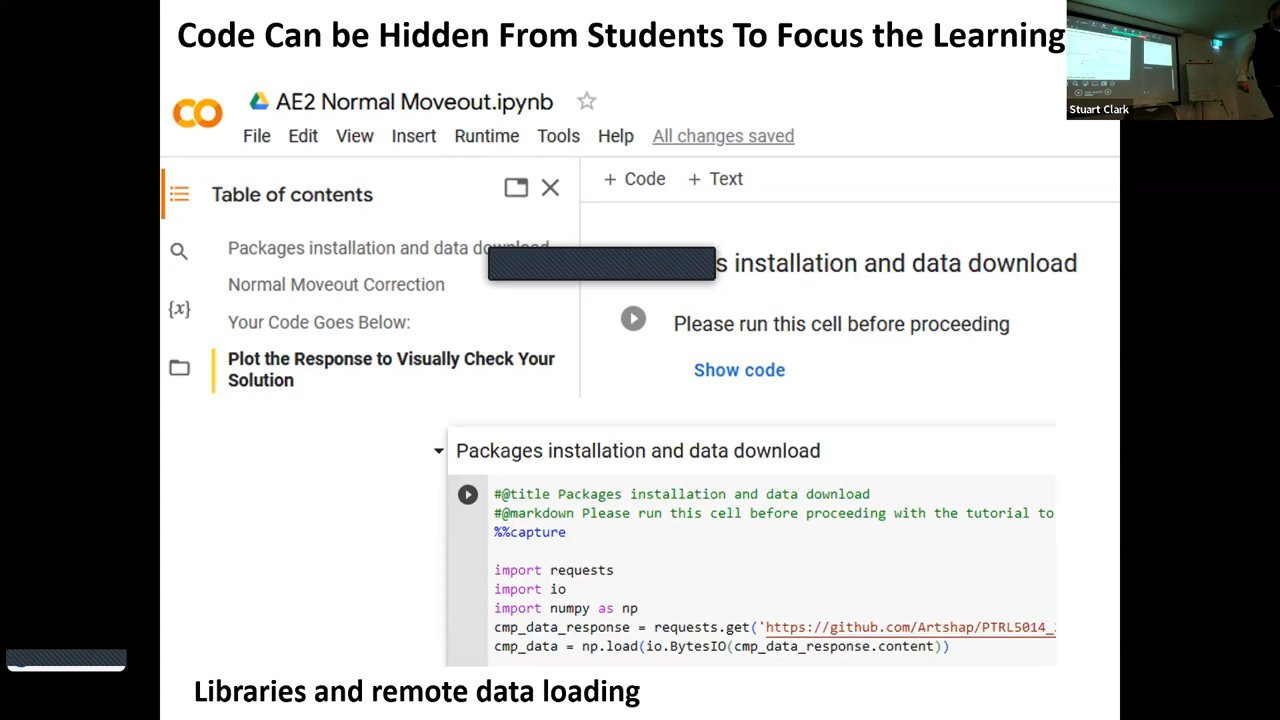 Code Can be Hidden From Students To Focus the Learning
Stuart Clark
AE2 Normal Moveout.ipynb
File Edit View Insert Runtime Tools Help All changes saved
Table of contents
+ Code + Text
Packages installation and data
s installation and data download
Normal Moveout Correction
Your Code Goes Below:
Please run this cell before proceeding
Plot the Response to Visually Check Your
Solution
Show code
{x}
Packages installation and data download
#@title Packages installation and data download
#@markdown Please run this cell before proceeding with the tutorial to
%%capture
import requests
import io
import numpy as np
cmp_data_response = requests.get('https://github.com/Artshap/PTRL5014_
cmp_data = np.load(io.BytesIO(cmp_data_response.content))
Libraries and remote data loading